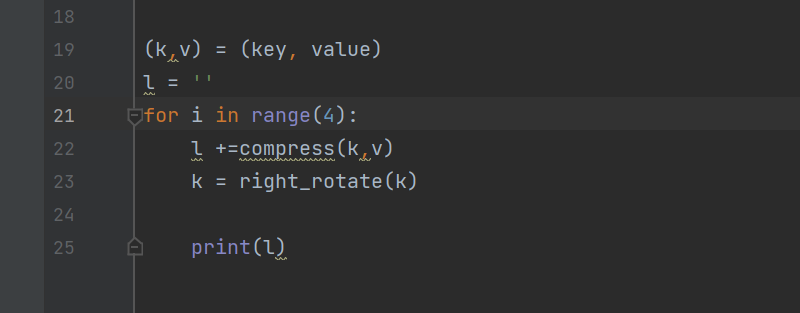 18
19 (k,v) = (key, value)
20 l = ''
21 for i in range(4):
22     l +=compress(k,v)
23     k = right_rotate(k)
24
25     print(l)